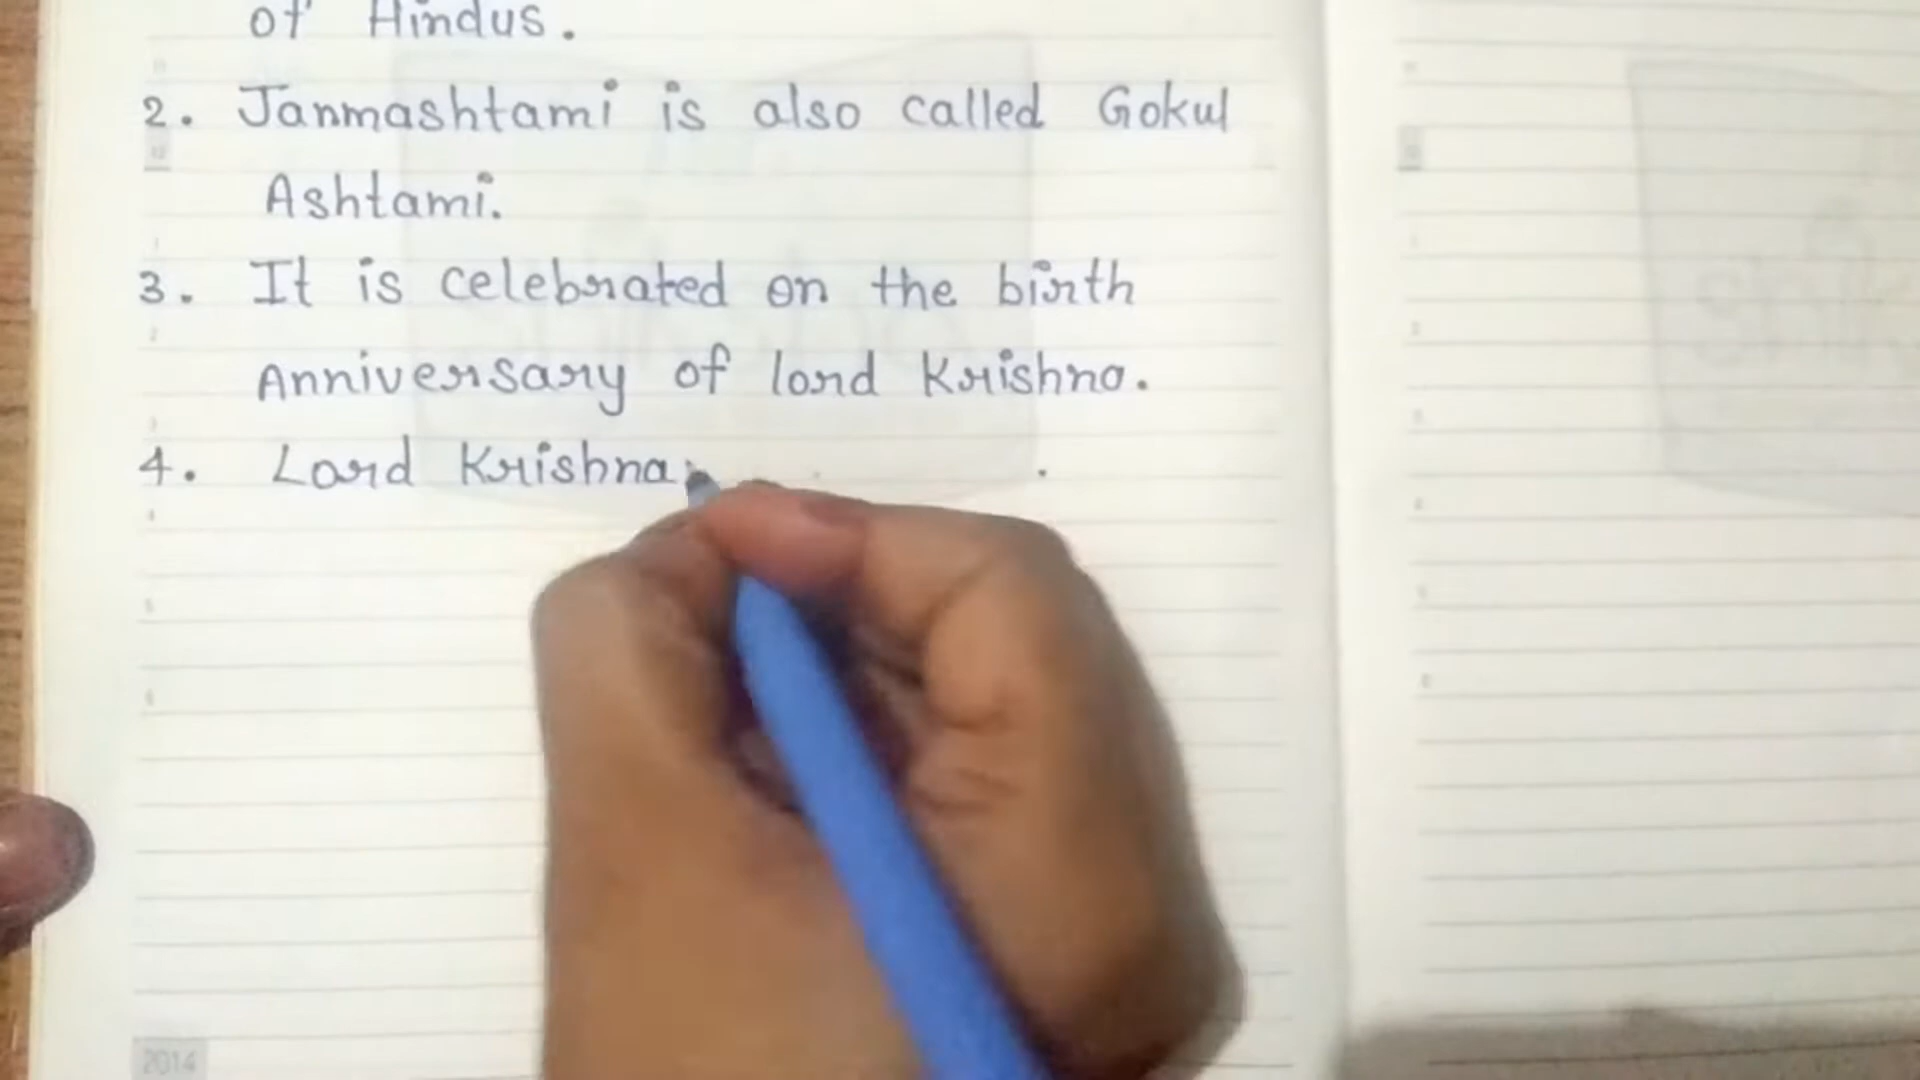 of Hindus.
2. Janmashtami is also called Gokul
Ashtami.
3. It is celebrated on the birth
Anniversary of lord Krishna.
4. Lord Krishna
2014